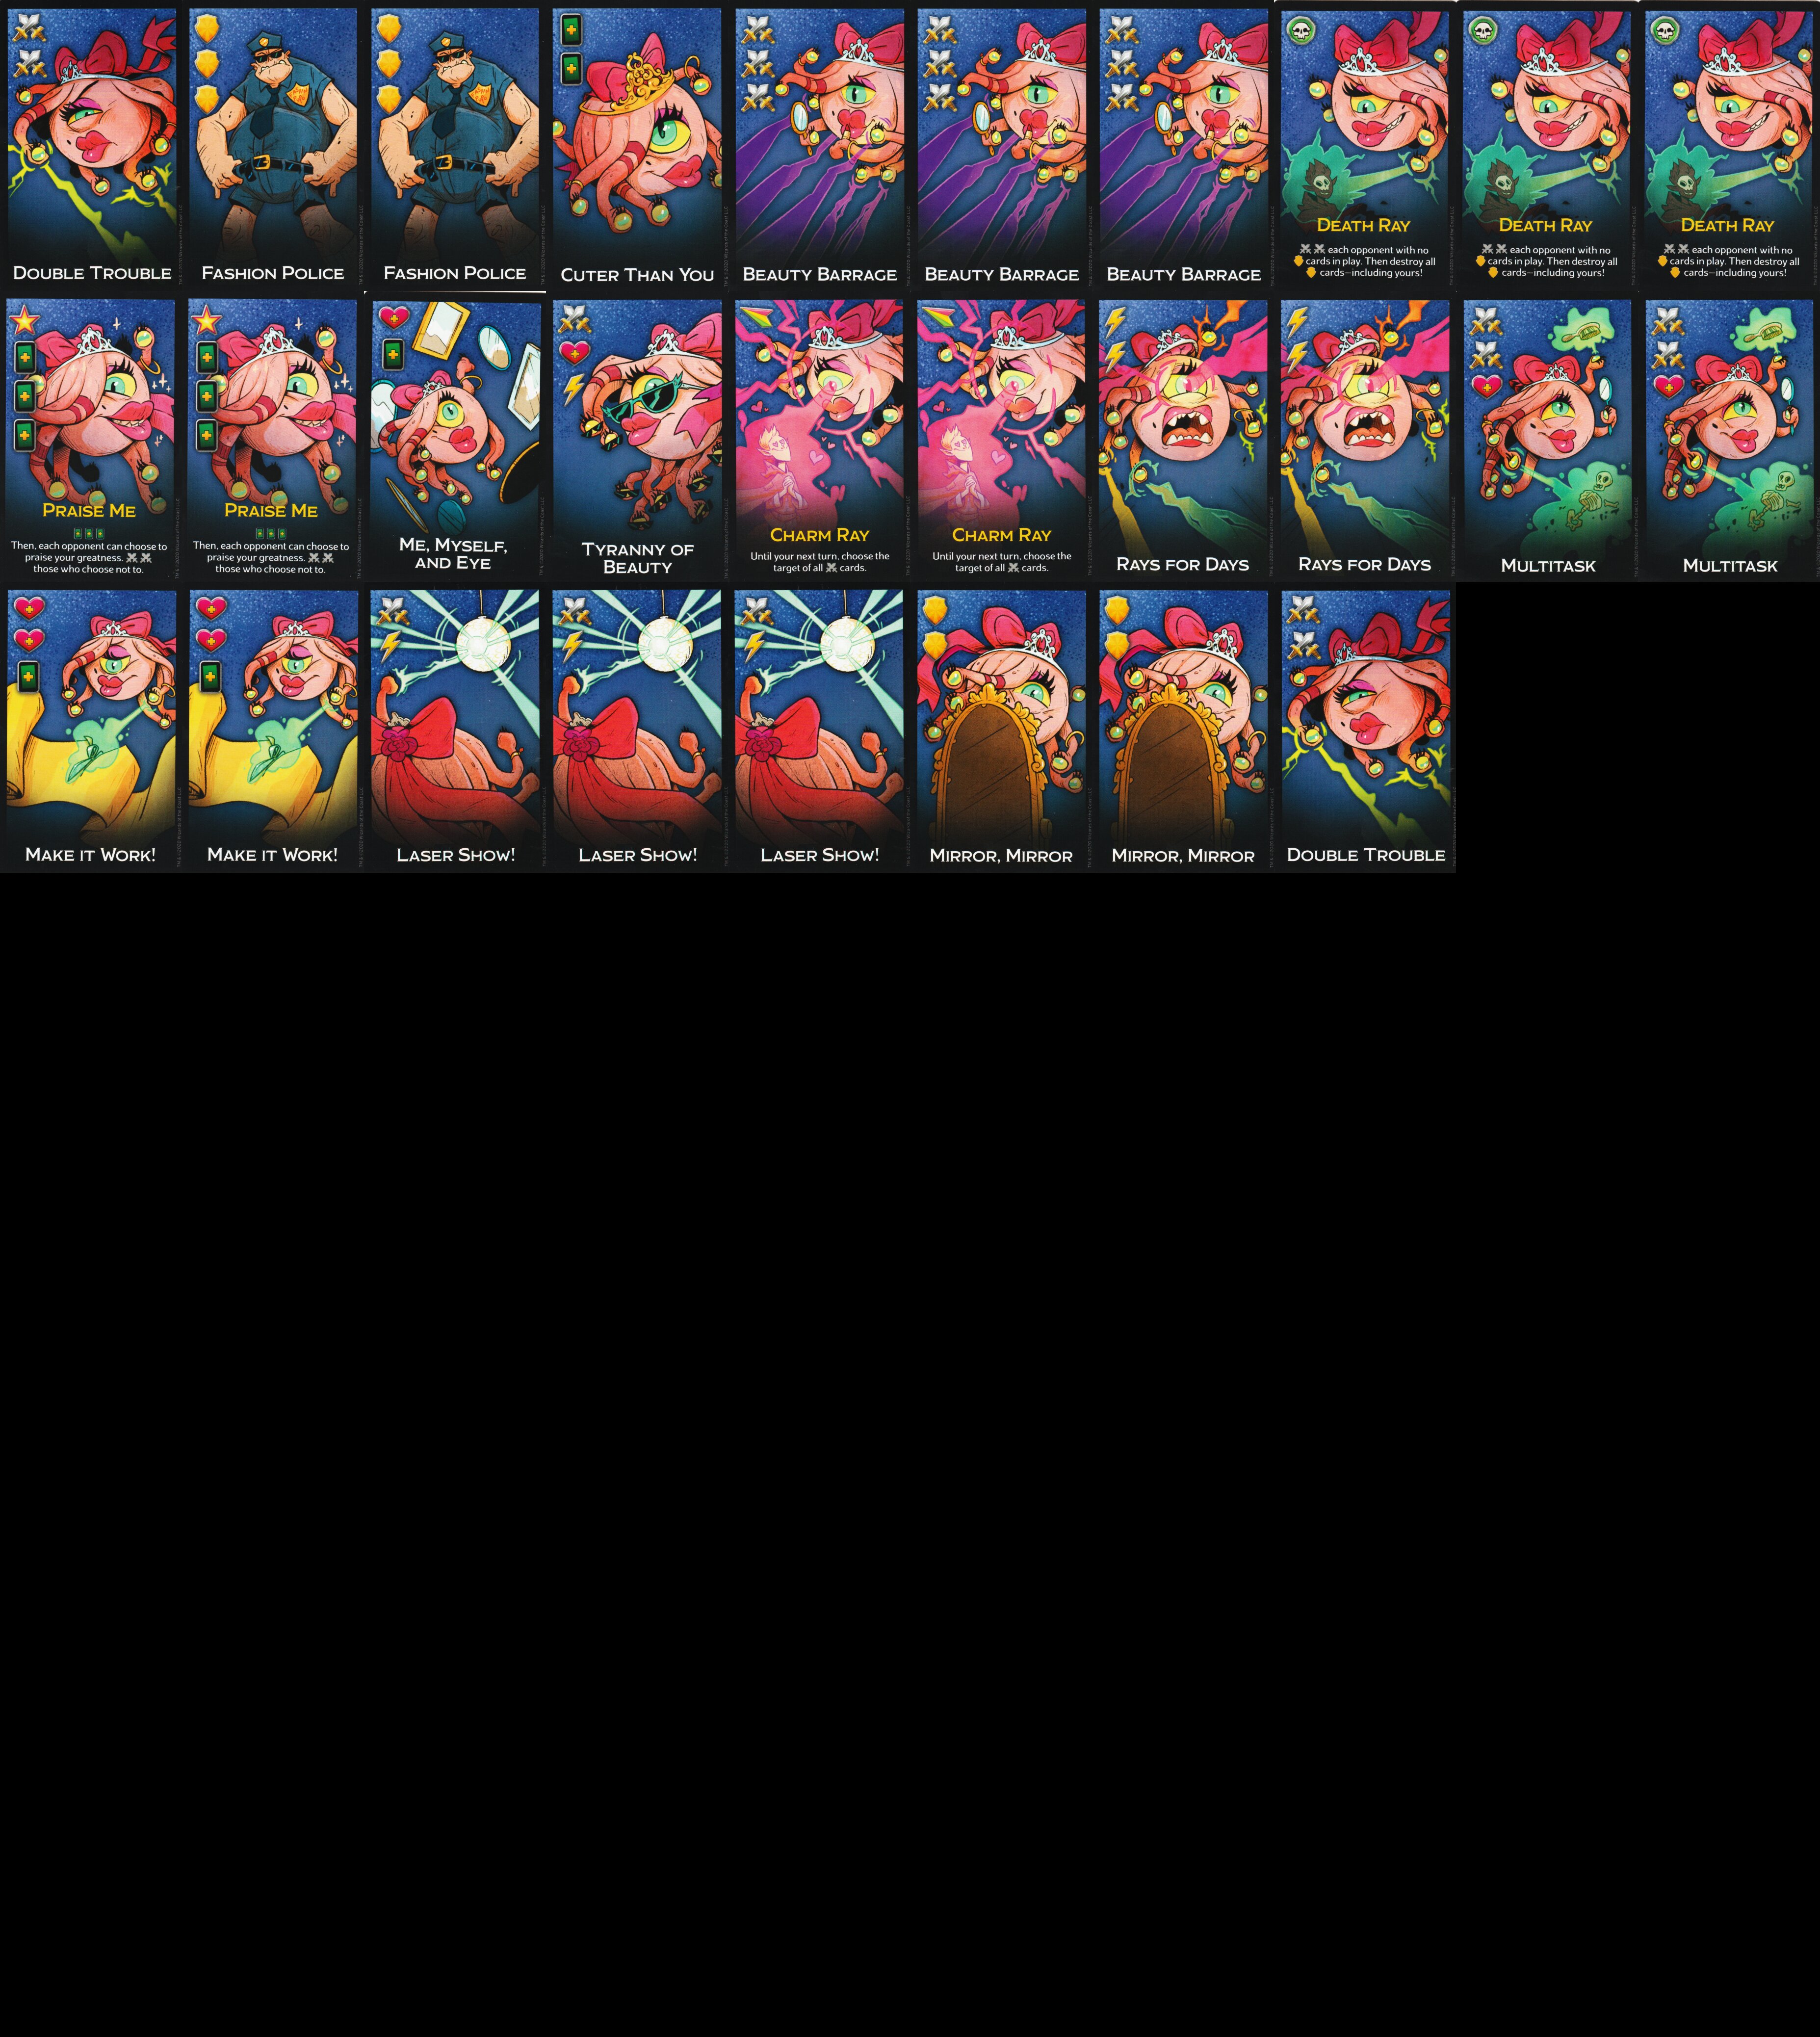 DOUBLE TROUBLE
FASHION POLICE
FASHION POLICE
CUTER THAN YOU
BEAUTY BARRAGE
BEAUTY BARRAGE
BEAUTY BARRAGE
DEATH RAY
each opponent with no
cards in play. Then destroy all
cards—including yours!
DEATH RAY
each opponent with no
cards in play. Then destroy all
cards—including yours!
DEATH RAY
each opponent with no
cards in play. Then destroy all
cards—including yours!
PRAISE ME
Then, each opponent can choose to
praise your greatness.
those who choose not to.
PRAISE ME
Then, each opponent can choose to
praise your greatness.
those who choose not to.
ME, MYSELF,
AND EYE
TYRANNY OF
BEAUTY
CHARM RAY
Until your next turn, choose the
target of all cards.
CHARM RAY
Until your next turn, choose the
target of all cards.
RAYS FOR DAYS
RAYS FOR DAYS
MULTITASK
MULTITASK
MAKE IT WORK!
MAKE IT WORK!
LASER SHOW!
LASER SHOW!
LASER SHOW!
MIRROR, MIRROR
MIRROR, MIRROR
DOUBLE TROUBLE